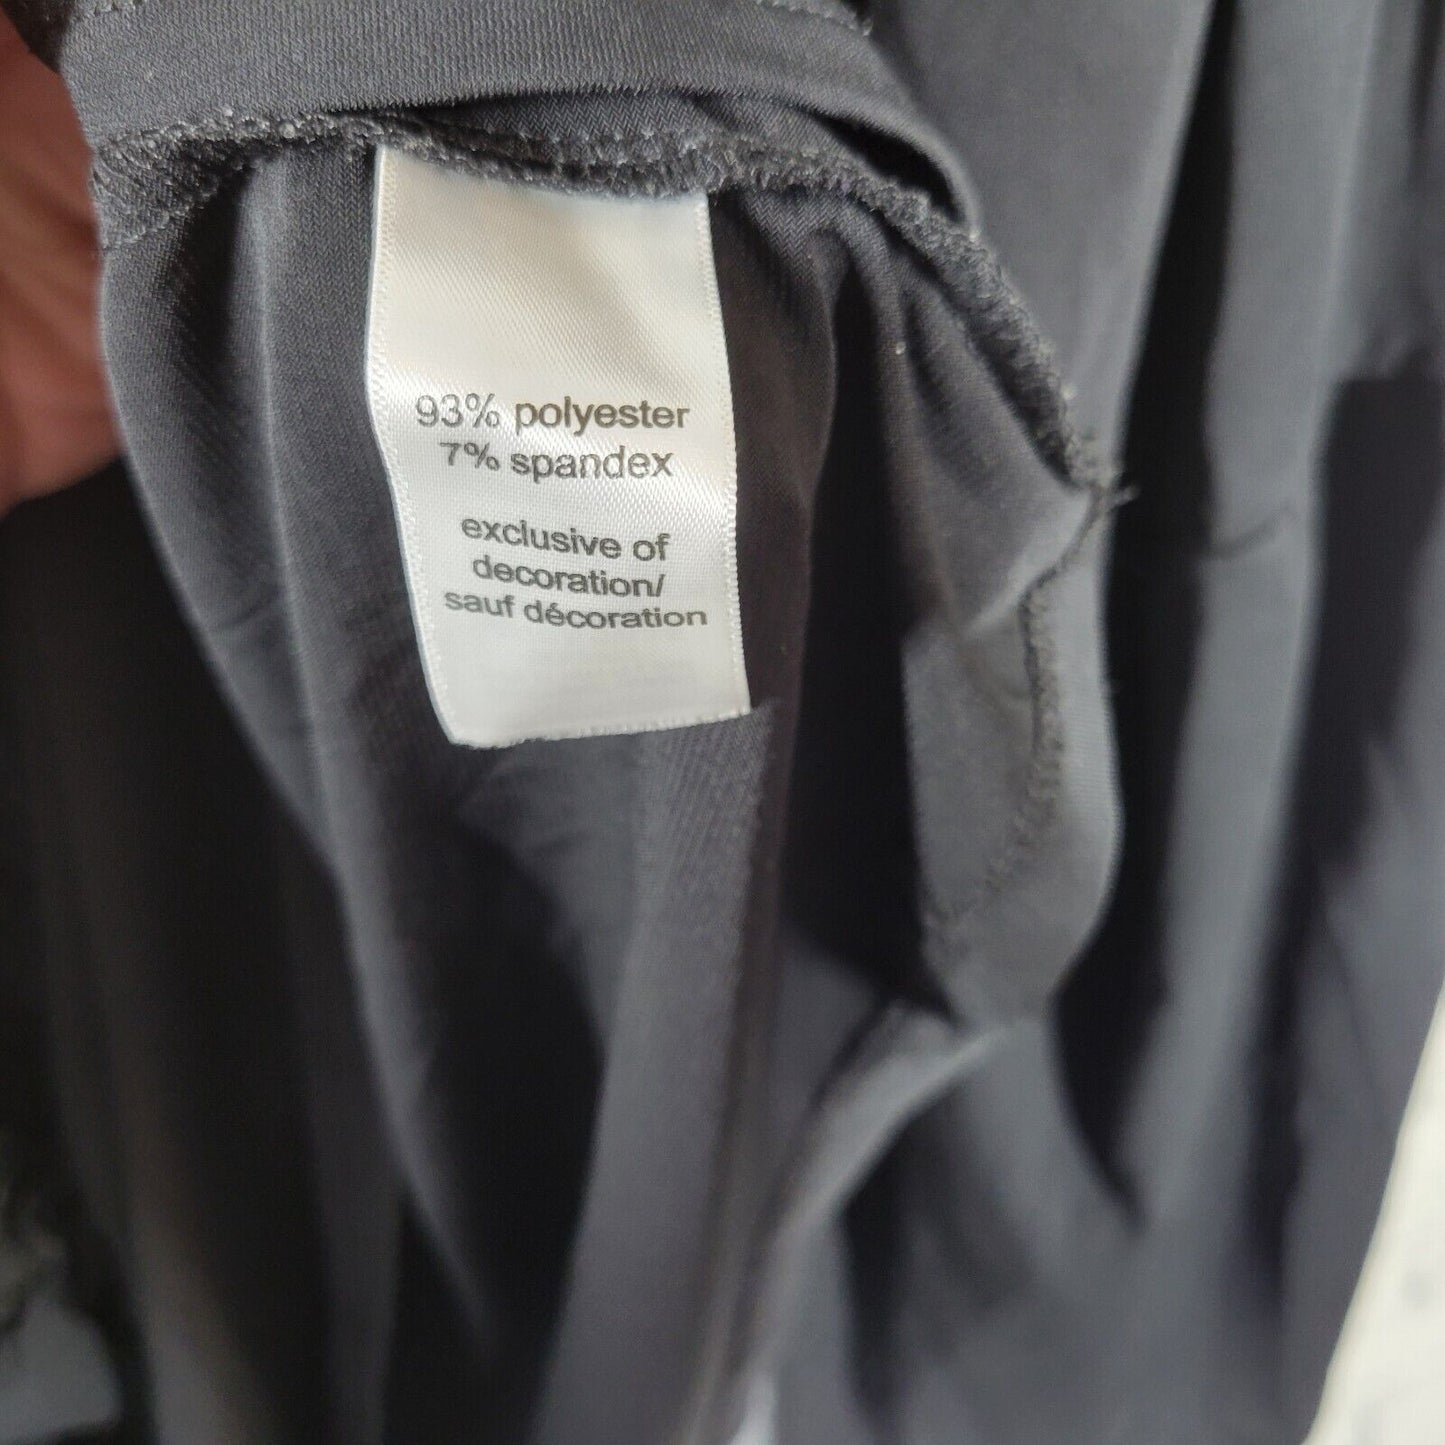 93% polyester
7% spandex
exclusive of
decoration/
sauf décoration